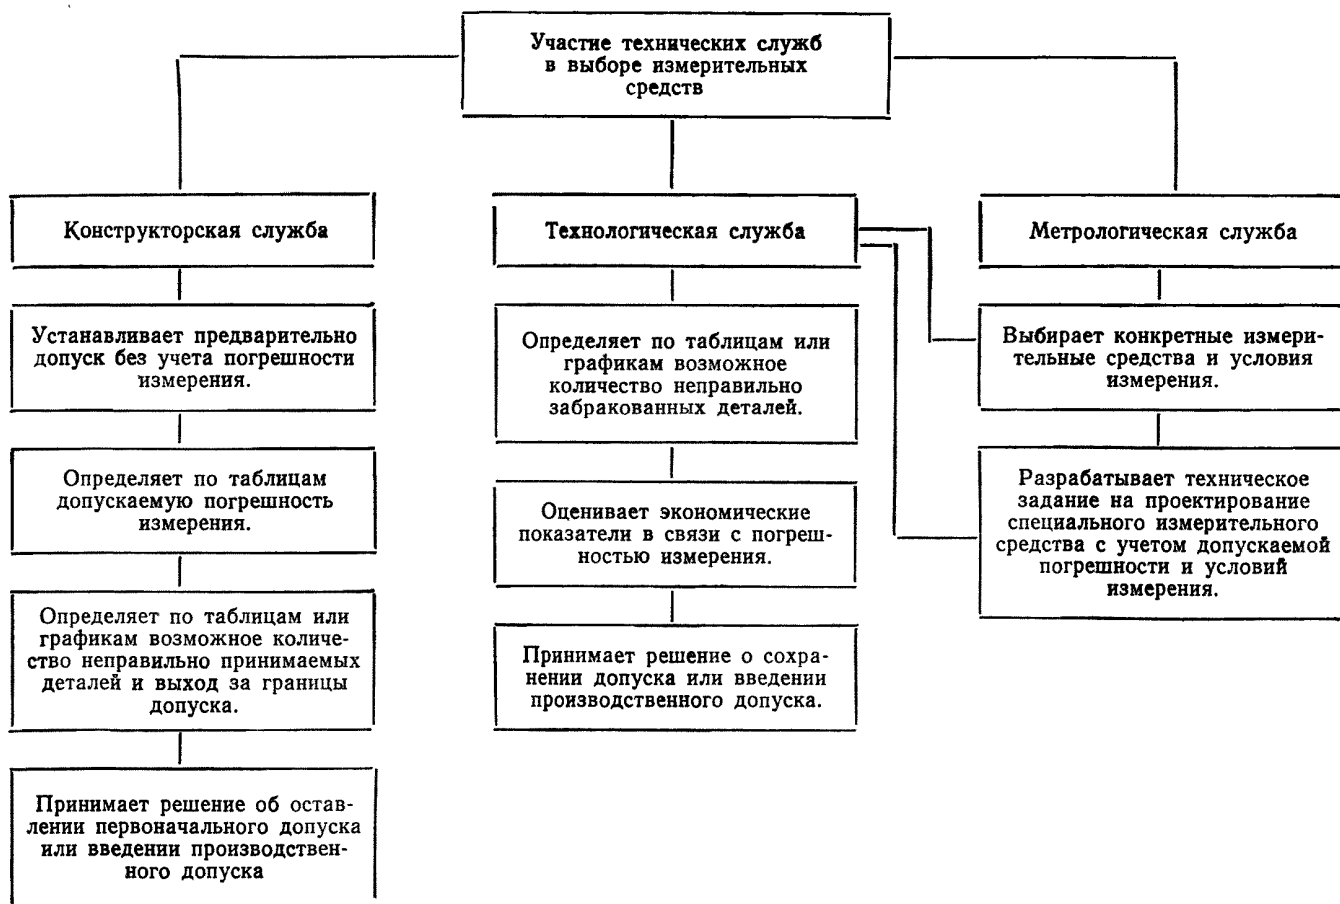 Участие технических служб
в выборе измерительных
средств
Конструкторская служба
Технологическая служба
Метрологическая служба
Устанавливает предварительно
допуск без учета погрешности
измерения.
Определяет по таблицам
допускаемую погрешность
измерения.
Определяет по таблицам или
графикам возможное количе-
ство неправильно принимаемых
деталей и выход за границы
допуска.
Принимает решение об остав-
лении первоначального допуска
или введении производствен-
ного допуска
Определяет по таблицам или
графикам возможное
количество неправильно
забракованных деталей.
Оценивает экономические
показатели в связи с погреш-
ностью измерения.
Принимает решение о сохра-
нении допуска или введении
производственного допуска.
Выбирает конкретные измери-
тельные средства и условия
измерения.
Разрабатывает техническое
задание на проектирование
специального измерительного
средства с учетом допускаемой
погрешности и условий
измерения.